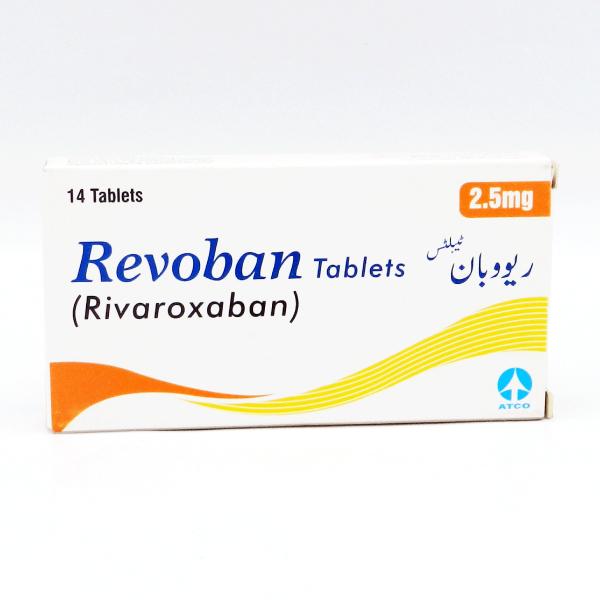 14 Tablets
2.5mg
Revoban Tablets
ریووبان ٹیبلٹس
(Rivaroxaban)
ATCO